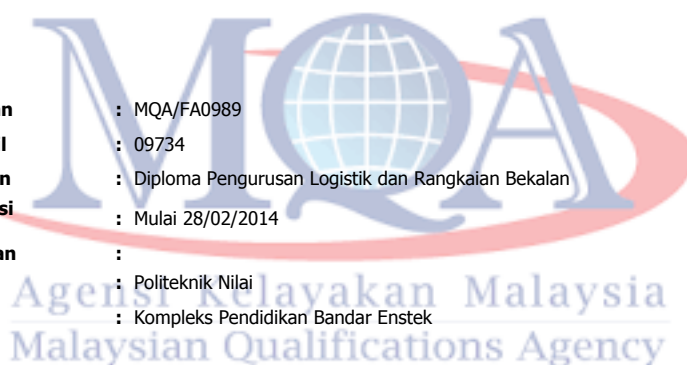 MQA
an : MQA/FA0989
l : 09734
n : Diploma Pengurusan Logistik dan Rangkaian Bekalan
si : Mulai 28/02/2014
an :
: Politeknik Nilai
: Kompleks Pendidikan Bandar Enstek
Agensi Kelayakan Malaysia
Malaysian Qualifications Agency